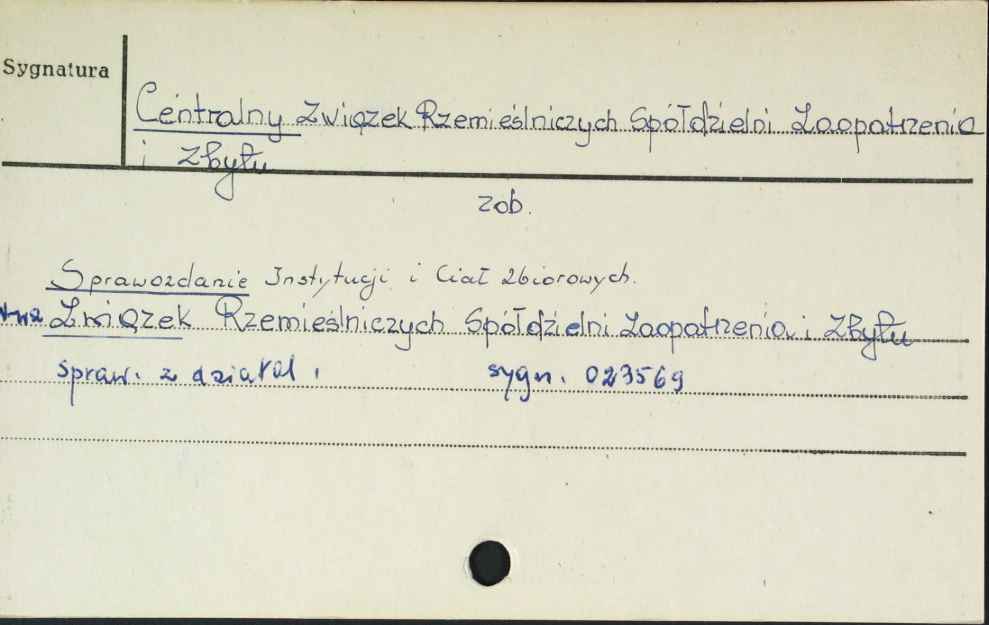 Sygnatura
Centralny Związek Rzemieślniczych Spółdzielni Zaopatrzenia
i Zbytu
zob.
Sprawozdanie Instytucji i Ciał Zbiorowych.
Związek Rzemieślniczych Spółdzielni Zaopatrzenia i Zbytu
spraw. z działal. sygn. 023569